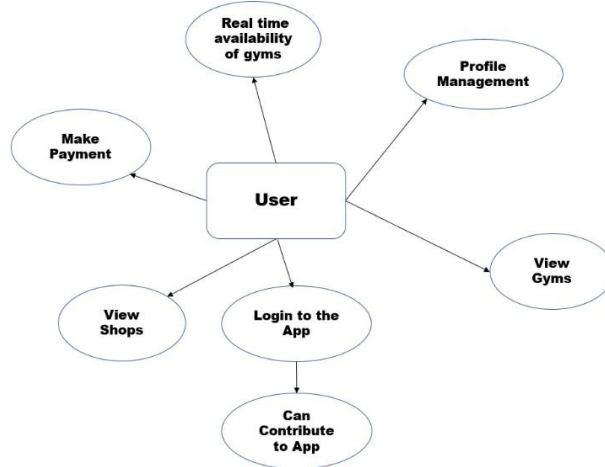 Real time
availability
of gyms
Profile
Management
Make
Payment
User
View
Gyms
View
Shops
Login to the
App
Can
Contribute
to App